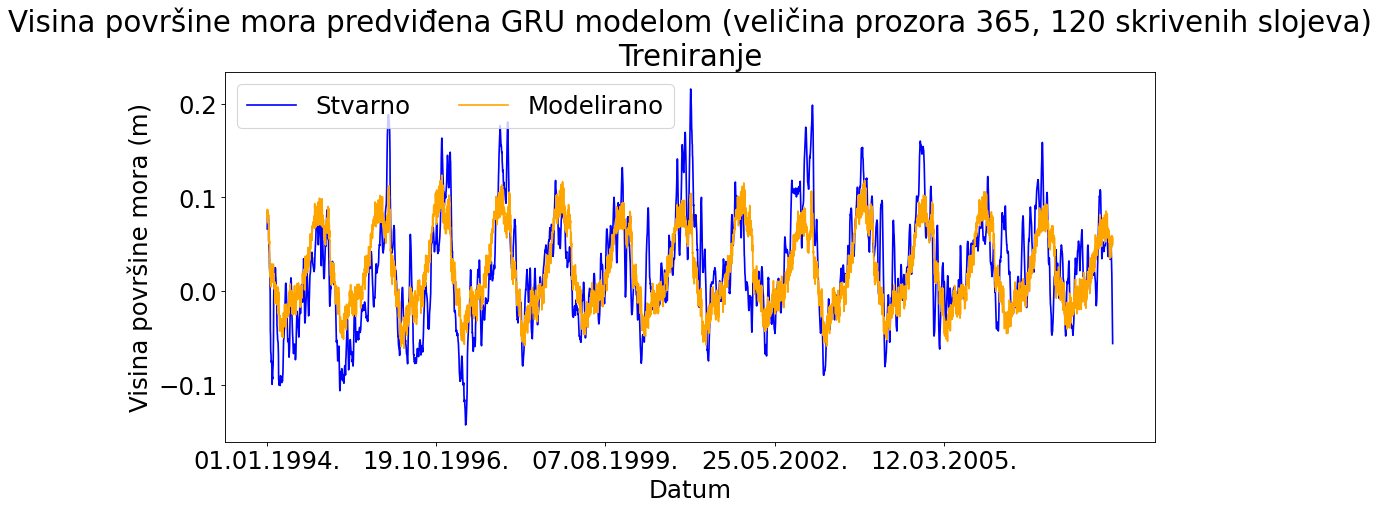 Visina površine mora predviđena GRU modelom (veličina prozora 365, 120 skrivenih slojeva)
Treniranje
Stvarno Modelirano
Visina površine mora (m)
0.2
0.1
0.0
−0.1
01.01.1994. 19.10.1996. 07.08.1999. 25.05.2002. 12.03.2005.
Datum